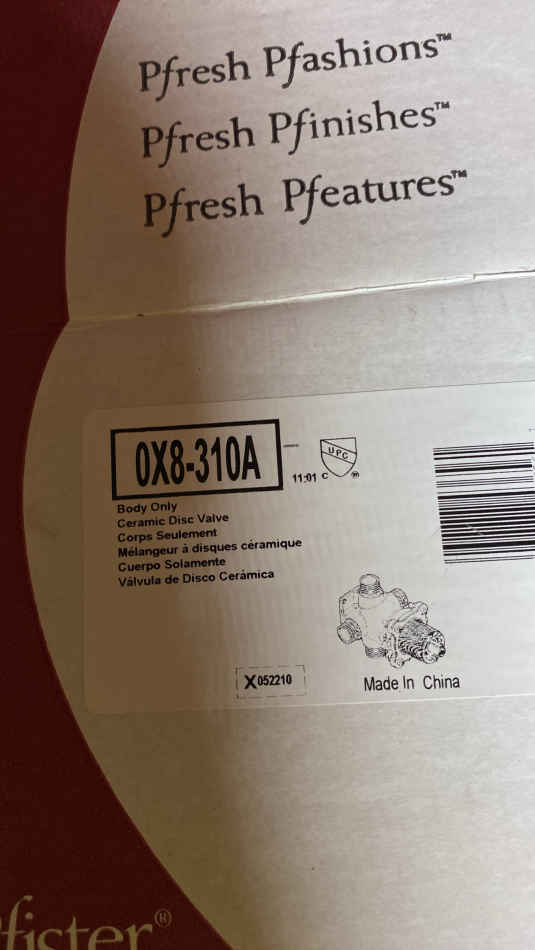 Pfresh Pfashions™
Pfresh Pfinishes™
Pfresh Pfeatures™
0X8-310A
UPC
11:01 C ®
Body Only
Ceramic Disc Valve
Corps Seulement
Mélangeur à disques céramique
Cuerpo Solamente
Válvula de Disco Cerámica
X052210
Made In China
fister®